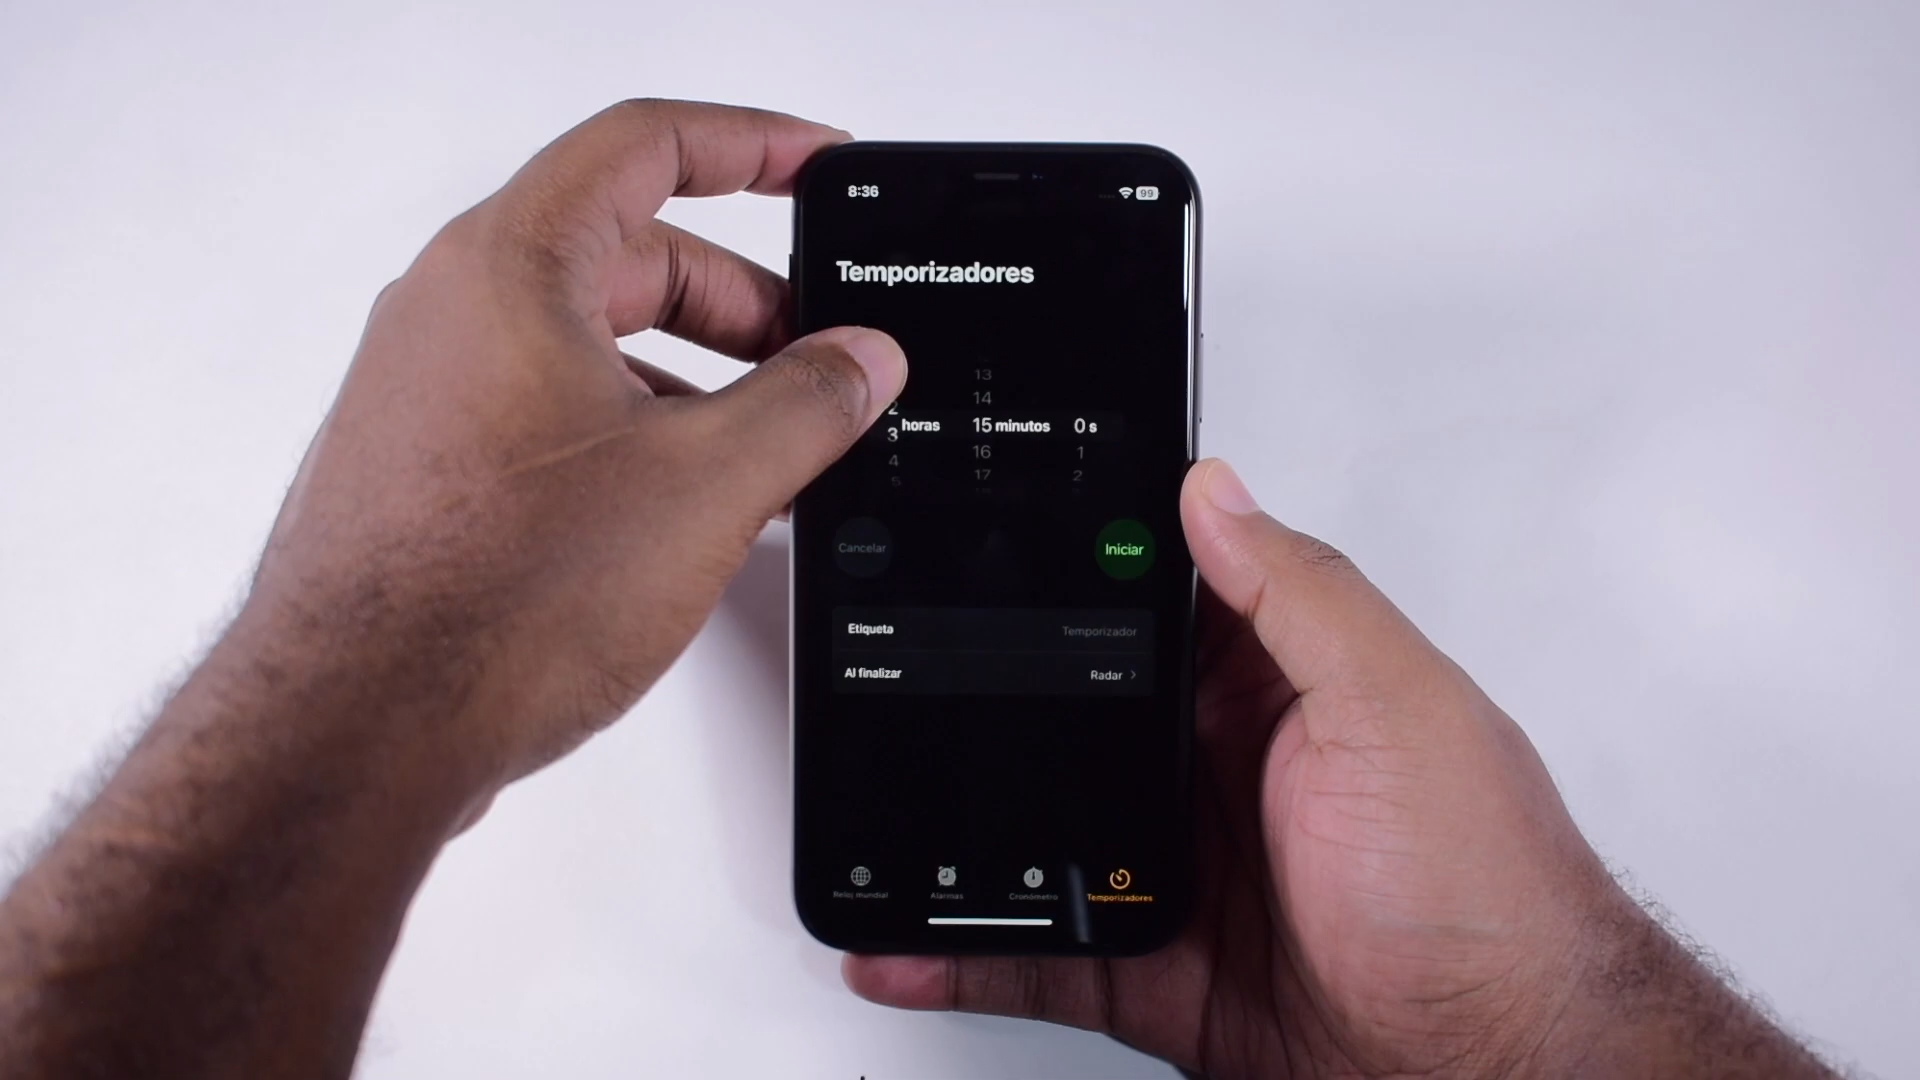 8:36
99
Temporizadores
13
14
2
3 horas 15 minutos 0 s
4 16 1
5 17 2
Cancelar
Iniciar
Etiqueta Temporizador
Al finalizar Radar
Reloj mundial Alarmas Cronómetro Temporizadores